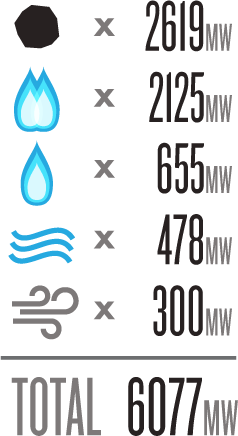 x 2619MW
x 2125MW
x 655MW
x 478MW
x 300MW
TOTAL 6077MW